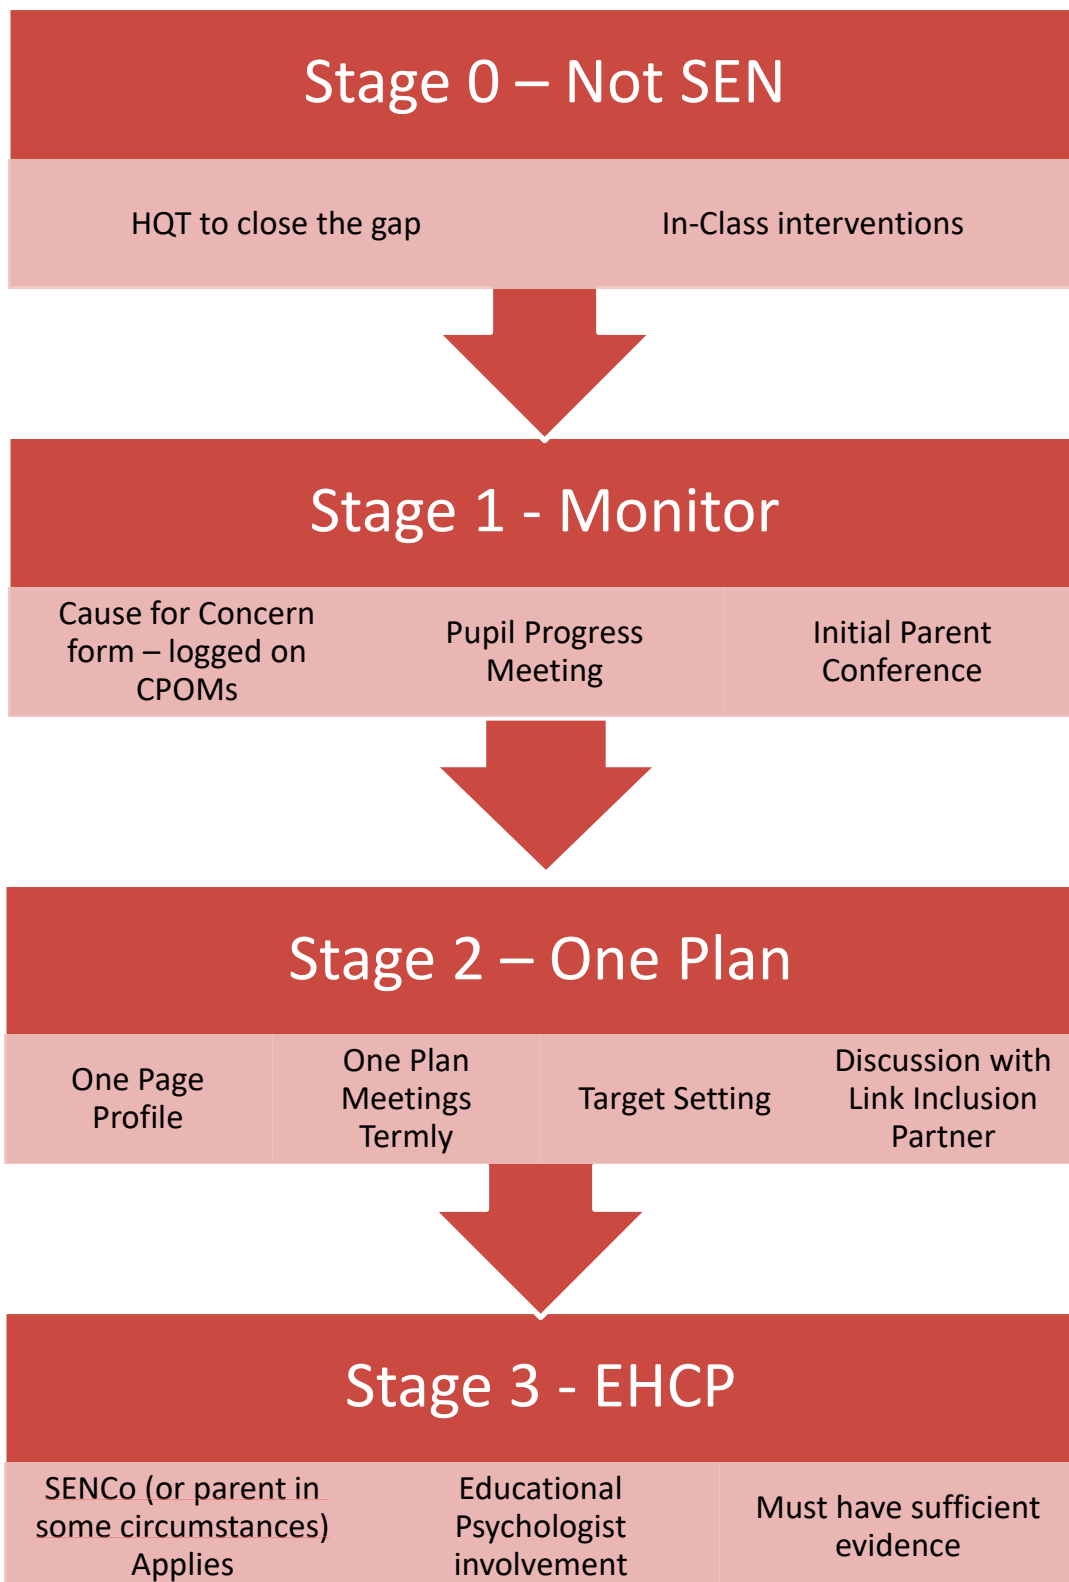 Stage 0 – Not SEN
HQT to close the gap
In-Class interventions
Stage 1 - Monitor
Cause for Concern
form – logged on
CPOMs
Pupil Progress
Meeting
Initial Parent
Conference
Stage 2 – One Plan
One Page
Profile
One Plan
Meetings
Termly
Target Setting
Discussion with
Link Inclusion
Partner
Stage 3 - EHCP
SENCo (or parent in
some circumstances)
Applies
Educational
Psychologist
involvement
Must have sufficient
evidence